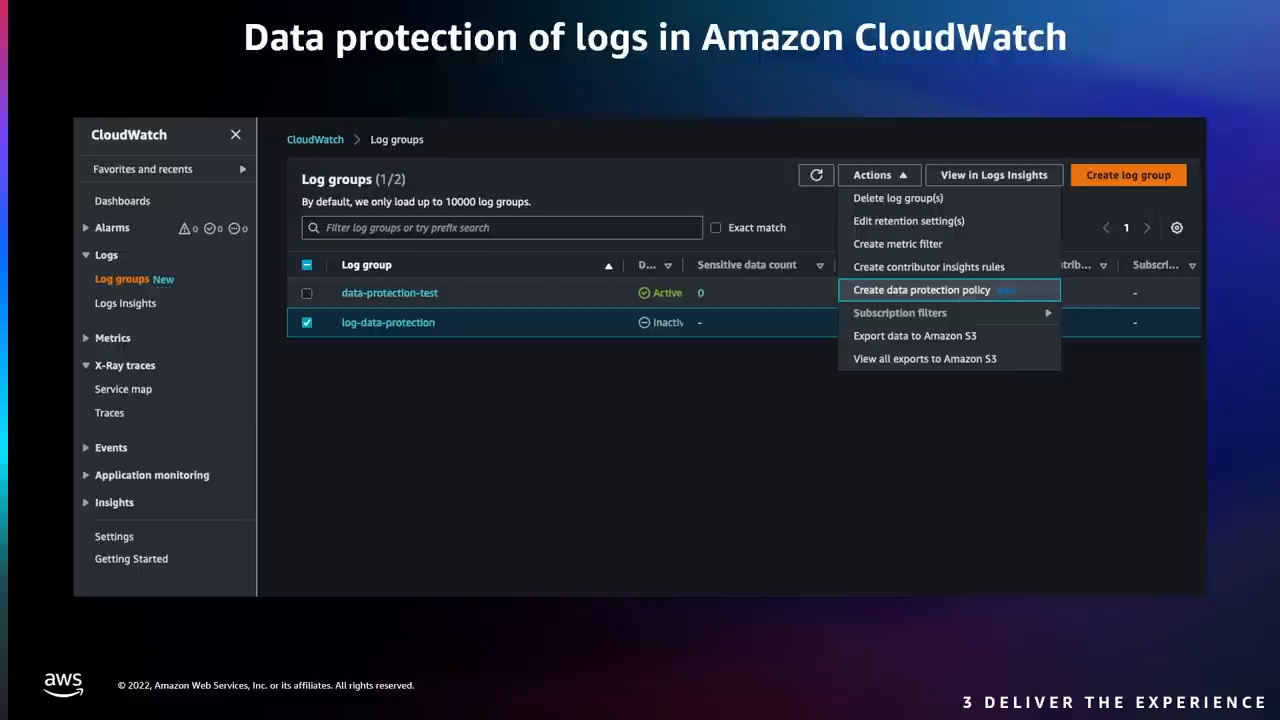 Data protection of logs in Amazon CloudWatch
CloudWatch
Favorites and recents
Dashboards
Alarms 0 0 0
Logs
Log groups New
Logs Insights
Metrics
X-Ray traces
Service map
Traces
Events
Application monitoring
Insights
Settings
Getting Started
CloudWatch > Log groups
Log groups (1/2)
By default, we only load up to 10000 log groups.
Actions View in Logs Insights Create log group
Filter log groups or try prefix search Exact match
1
Log group D... Sensitive data count trib... Subscri...
data-protection-test Active 0 -
log-data-protection Inactiv - -
Delete log group(s)
Edit retention setting(s)
Create metric filter
Create contributor insights rules
Create data protection policy
Subscription filters
Export data to Amazon S3
View all exports to Amazon S3
aws
© 2022, Amazon Web Services, Inc. or its affiliates. All rights reserved.
3 DELIVER THE EXPERIENCE